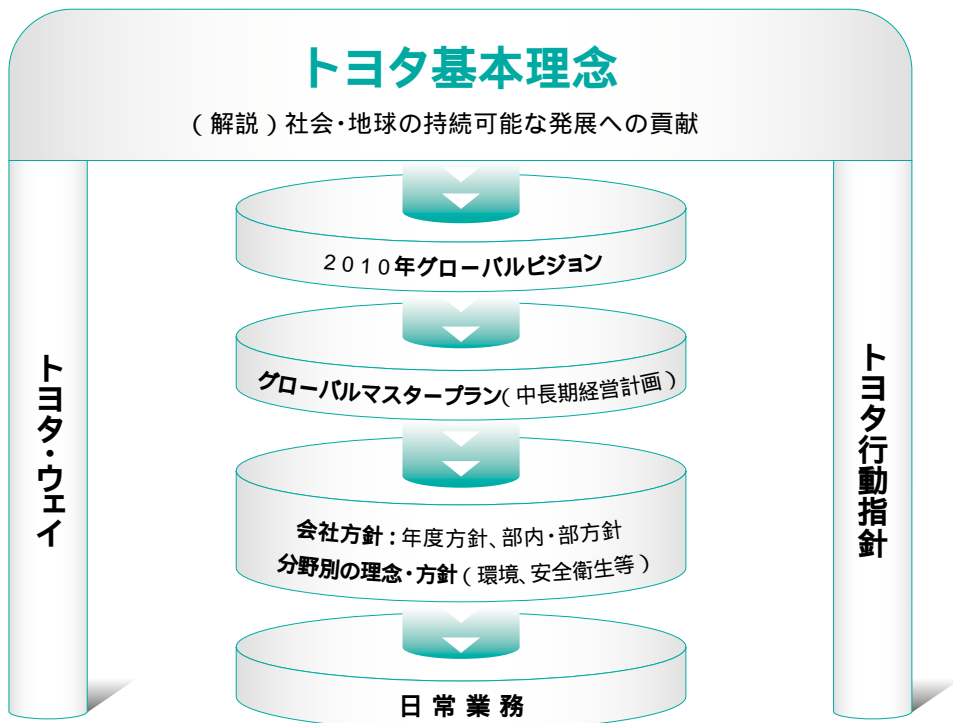 トヨタ基本理念
(解説)社会・地球の持続可能な発展への貢献
2010年グローバルビジョン
グローバルマスタープラン(中長期経営計画)
会社方針:年度方針、部内・部方針
分野別の理念・方針(環境、安全衛生等)
日常業務
トヨタ・ウェイ
トヨタ行動指針